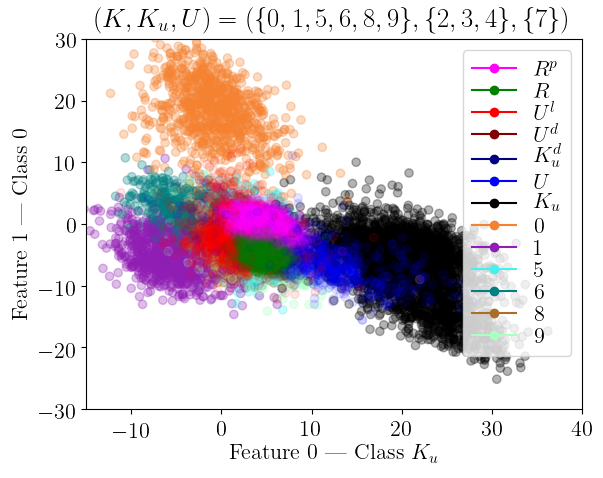 (K, K_u, U) = ({0, 1, 5, 6, 8, 9}, {2, 3, 4}, {7})
30
20
10
0
−10
−20
−30
Feature 1 — Class 0
R^p
R
U^l
U^d
K_u^d
U
K_u
0
1
5
6
8
9
−10
0
10
20
30
40
Feature 0 — Class K_u